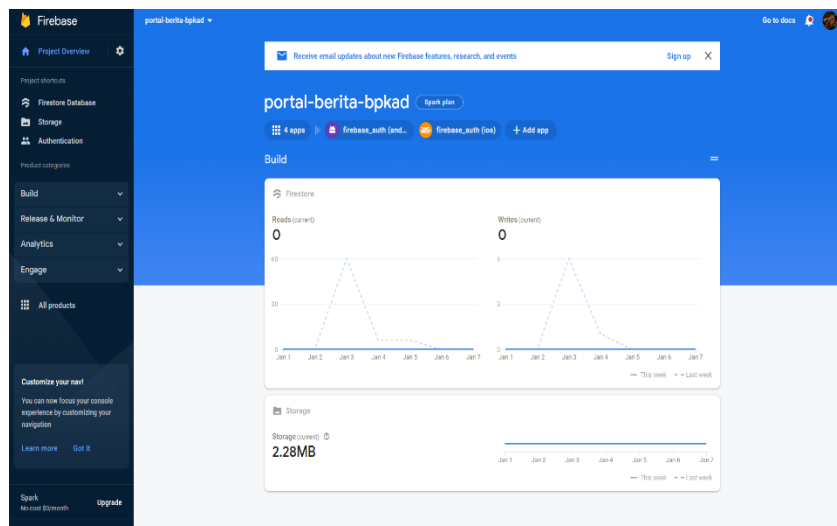 Firebase
portal-berita-bpkad
Go to docs
Project Overview
Receive email updates about new Firebase features, research, and events
Sign up
Project shortcuts
Firestore Database
Storage
Authentication
Product categories
Build
Release & Monitor
Analytics
Engage
All products
Customize your nav!
You can now focus your console
experience by customizing your
navigation
Learn more
Got it
Spark
No-cost $0/month
Upgrade
portal-berita-bpkad
Spark plan
4 apps
firebase_auth (and...
firebase_auth (ios)
+ Add app
Build
Firestore
Reads (current)
0
Writes (current)
0
0
Jan 1 Jan 2 Jan 3 Jan 4 Jan 5 Jan 6 Jan 7
6
3
0
Jan 1 Jan 2 Jan 3 Jan 4 Jan 5 Jan 6 Jan 7
This week
Last week
Storage
Storage (current)
2.28MB
Jan 1 Jan 2 Jan 3 Jan 4 Jan 5 Jan 6 Jan 7
This week
Last week